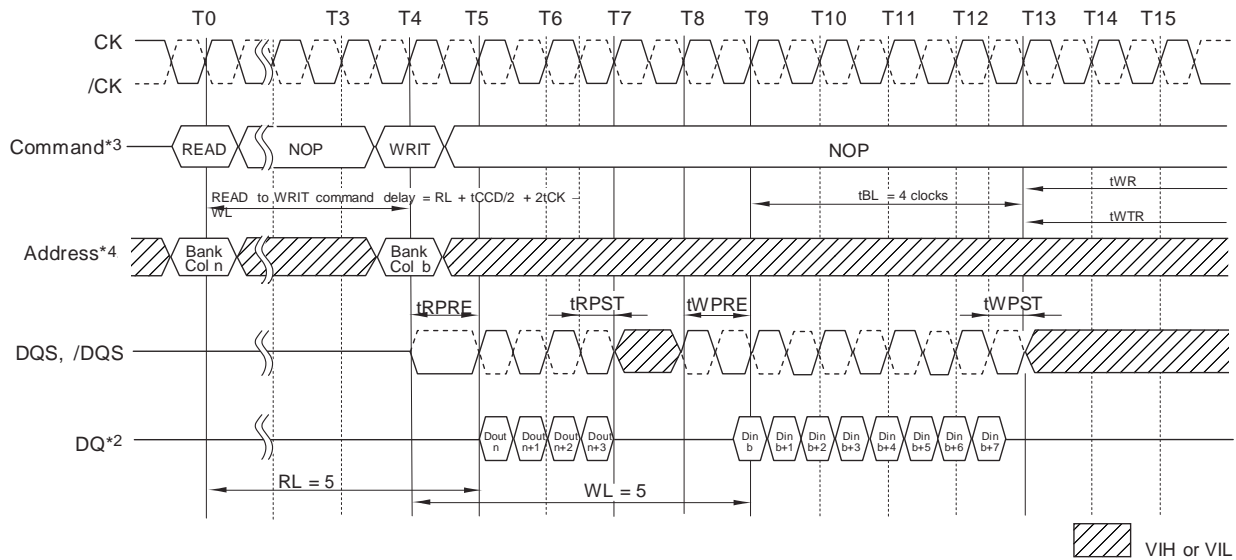 T0 T3 T4 T5 T6 T7 T8 T9 T10 T11 T12 T13 T14 T15
CK
/CK
Command*3 READ NOP WRIT NOP
READ to WRIT command delay = RL + tCCD/2 + 2tCK –
WL
tBL = 4 clocks
tWR
tWTR
Address*4
Bank
Col n
Bank
Col b
tRPRE tRPST tWPRE tWPST
DQS, /DQS
DQ*2
Dout
n
Dout
n+1
Dout
n+2
Dout
n+3
Din
b
Din
b+1
Din
b+2
Din
b+3
Din
b+4
Din
b+5
Din
b+6
Din
b+7
RL = 5
WL = 5
VIH or VIL